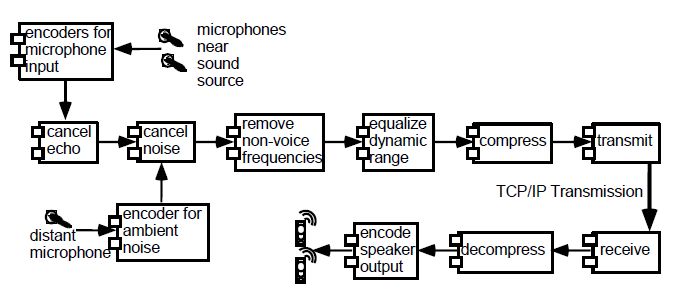 encoders for
microphone
input
microphones
near
sound
source
cancel
echo
cancel
noise
remove
non-voice
frequencies
equalize
dynamic
range
compress
transmit
TCP/IP Transmission
distant
microphone
encoder for
ambient
noise
encode
speaker
output
decompress
receive